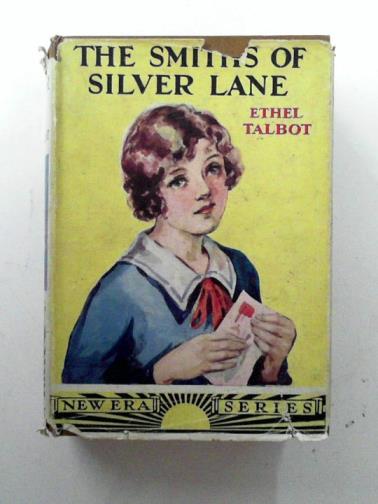 THE SMITHS OF
SILVER LANE
ETHEL
TALBOT
NEW ERA SERIES